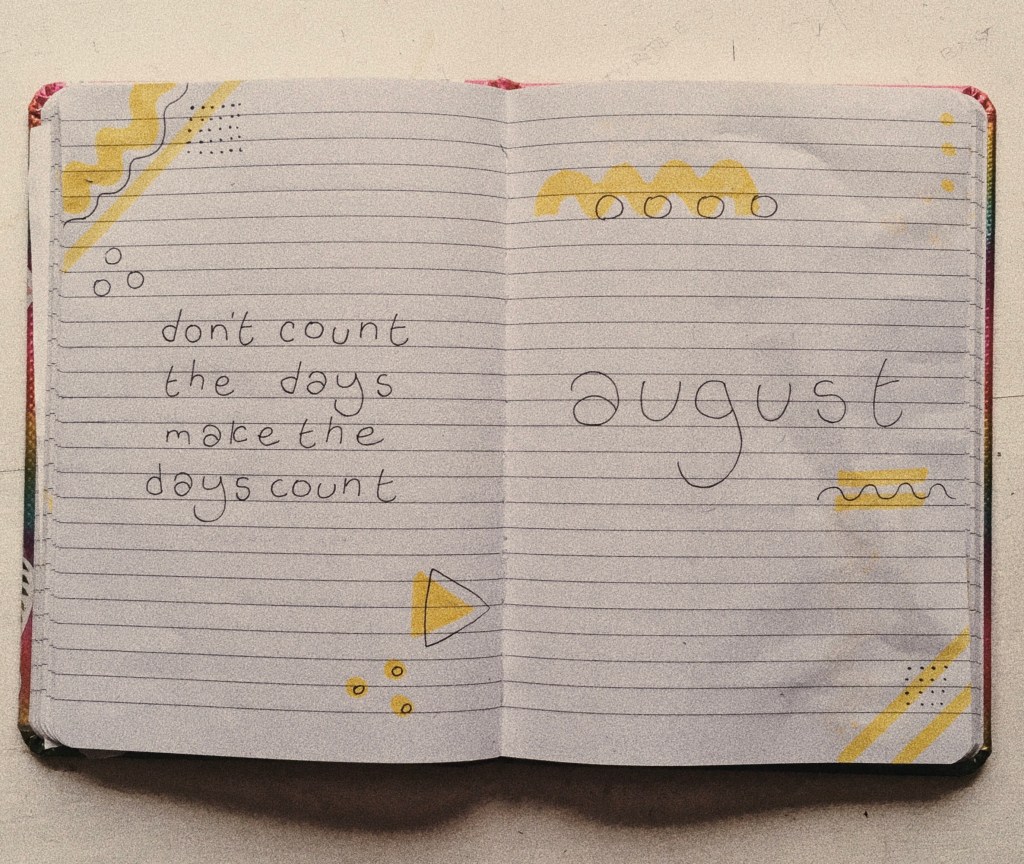 don't count
the days
make the
days count
august